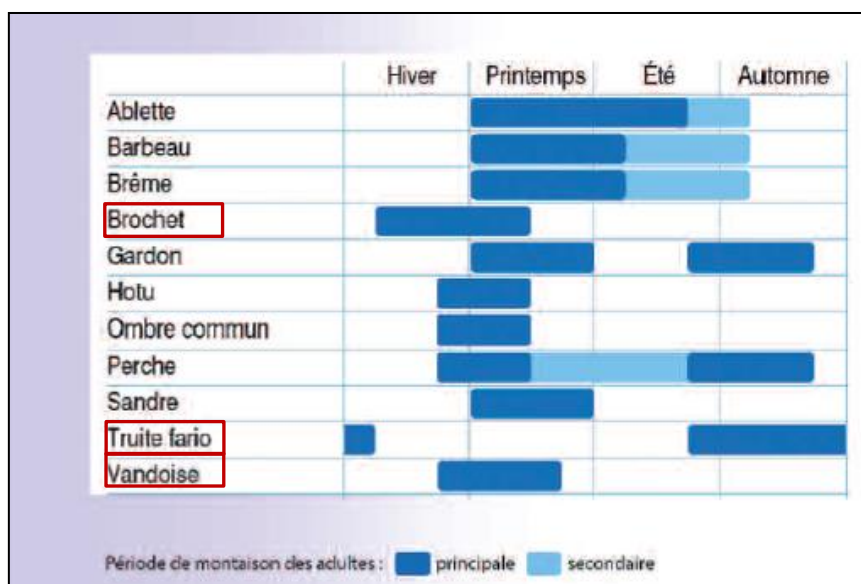 Hiver Printemps Été Automne
Ablette
Barbeau
Brême
Brochet
Gardon
Hotu
Ombre commun
Perche
Sandre
Truite fario
Vandoise
Période de montaison des adultes : principale secondaire